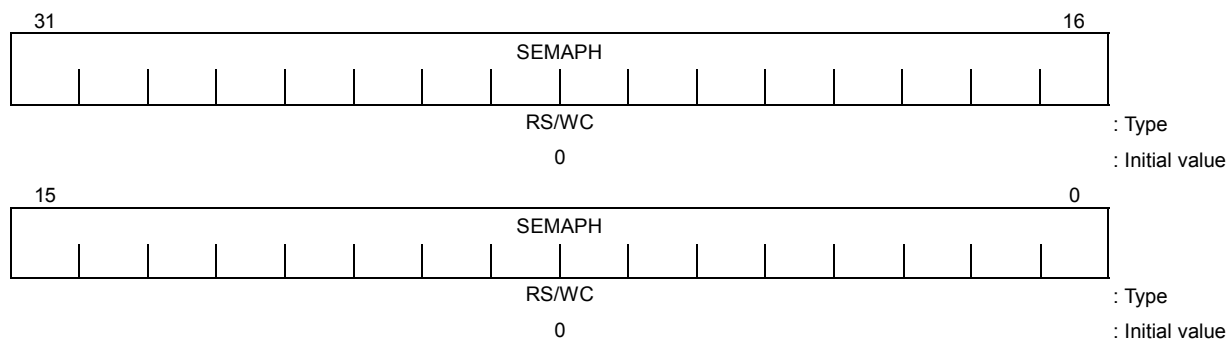 31 16
SEMAPH
RS/WC : Type
0 : Initial value
15 0
SEMAPH
RS/WC : Type
0 : Initial value